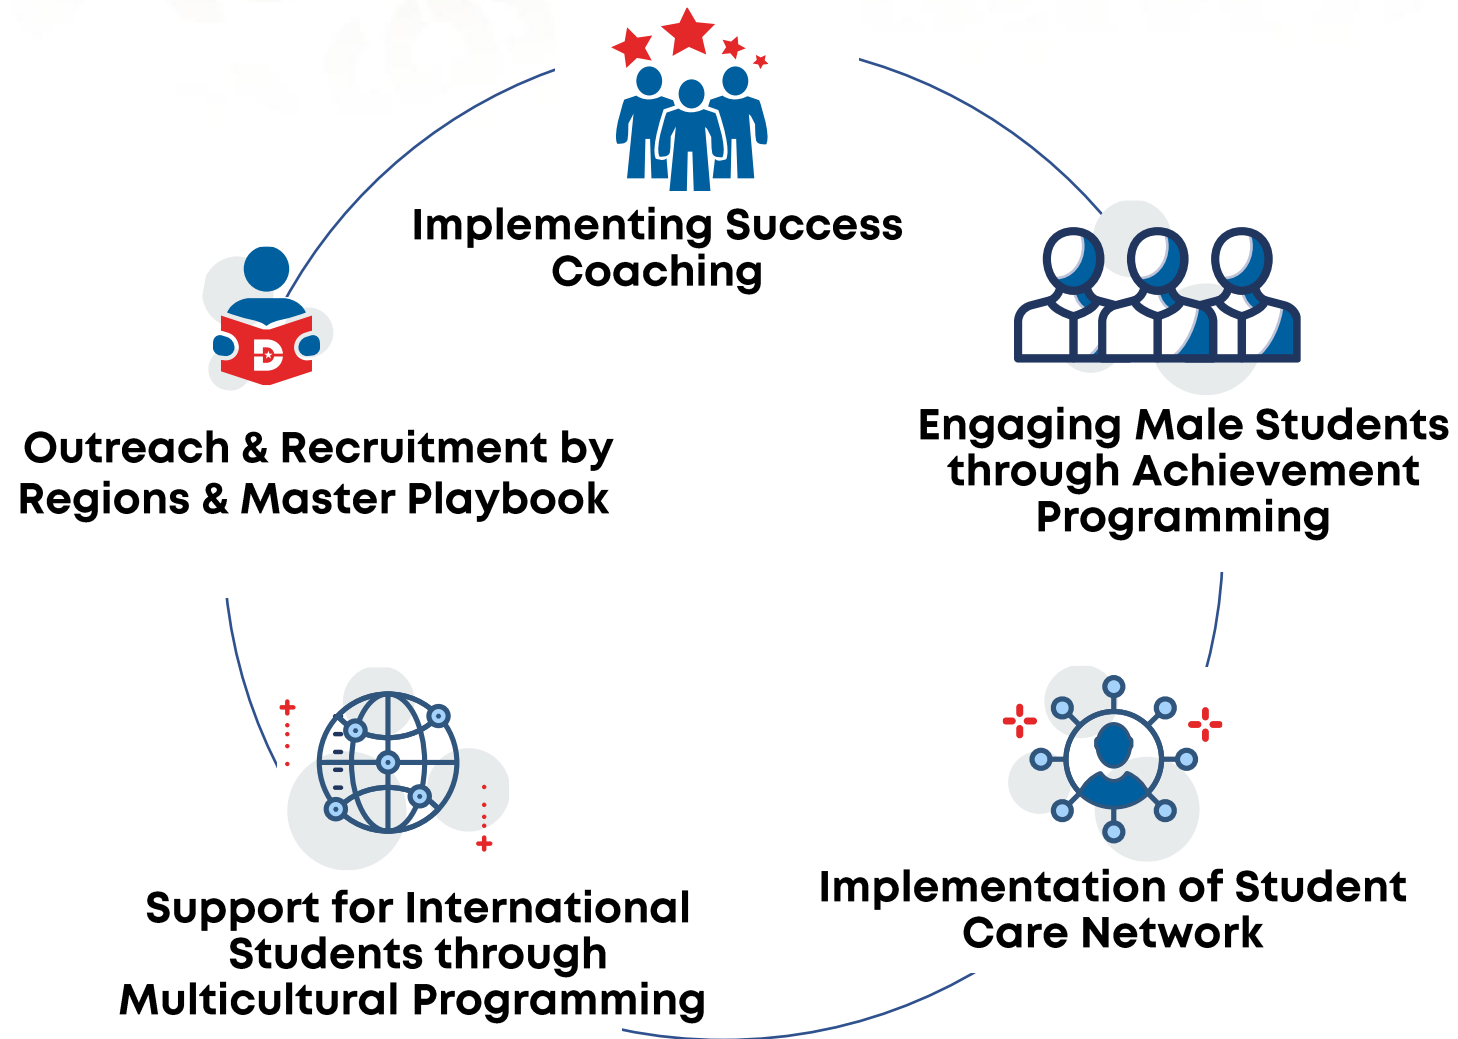 Implementing Success
Coaching
Engaging Male Students
through Achievement
Programming
Implementation of Student
Care Network
Support for International
Students through
Multicultural Programming
Outreach & Recruitment by
Regions & Master Playbook
D